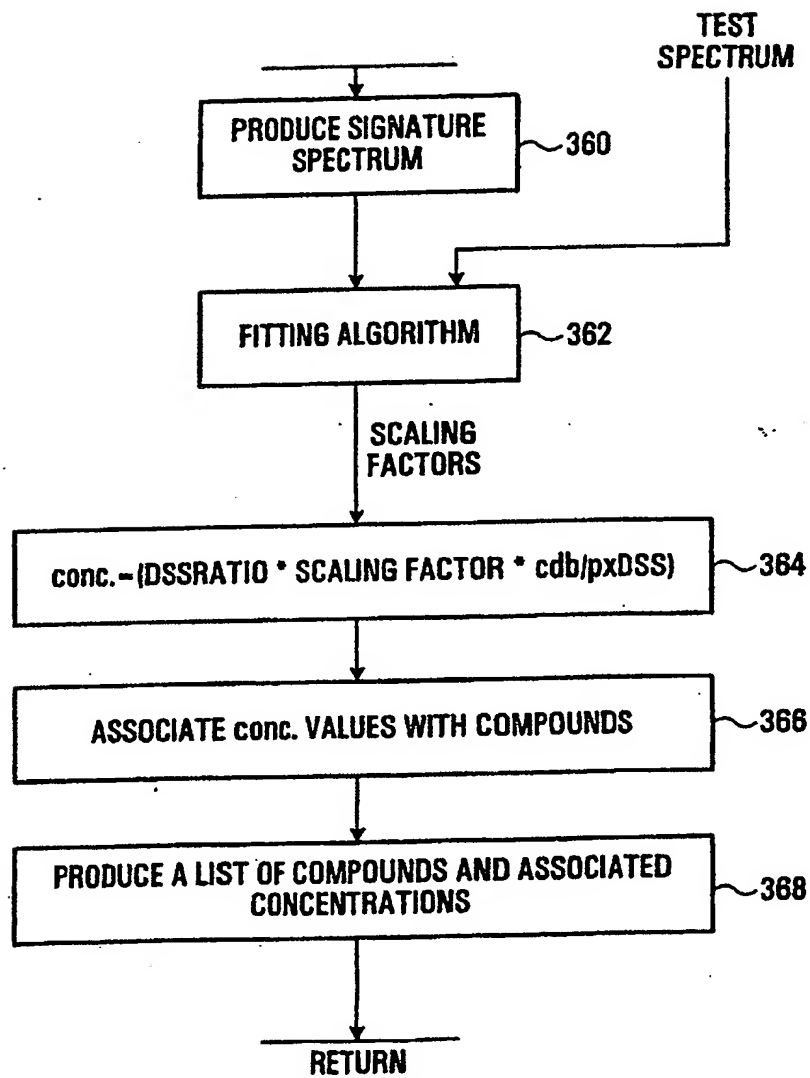 TEST
SPECTRUM
PRODUCE SIGNATURE
SPECTRUM
360
FITTING ALGORITHM
362
SCALING
FACTORS
conc.-(DSSRATIO * SCALING FACTOR * cdb/pxDSS)
364
ASSOCIATE conc. VALUES WITH COMPOUNDS
366
PRODUCE A LIST OF COMPOUNDS AND ASSOCIATED
CONCENTRATIONS
368
RETURN